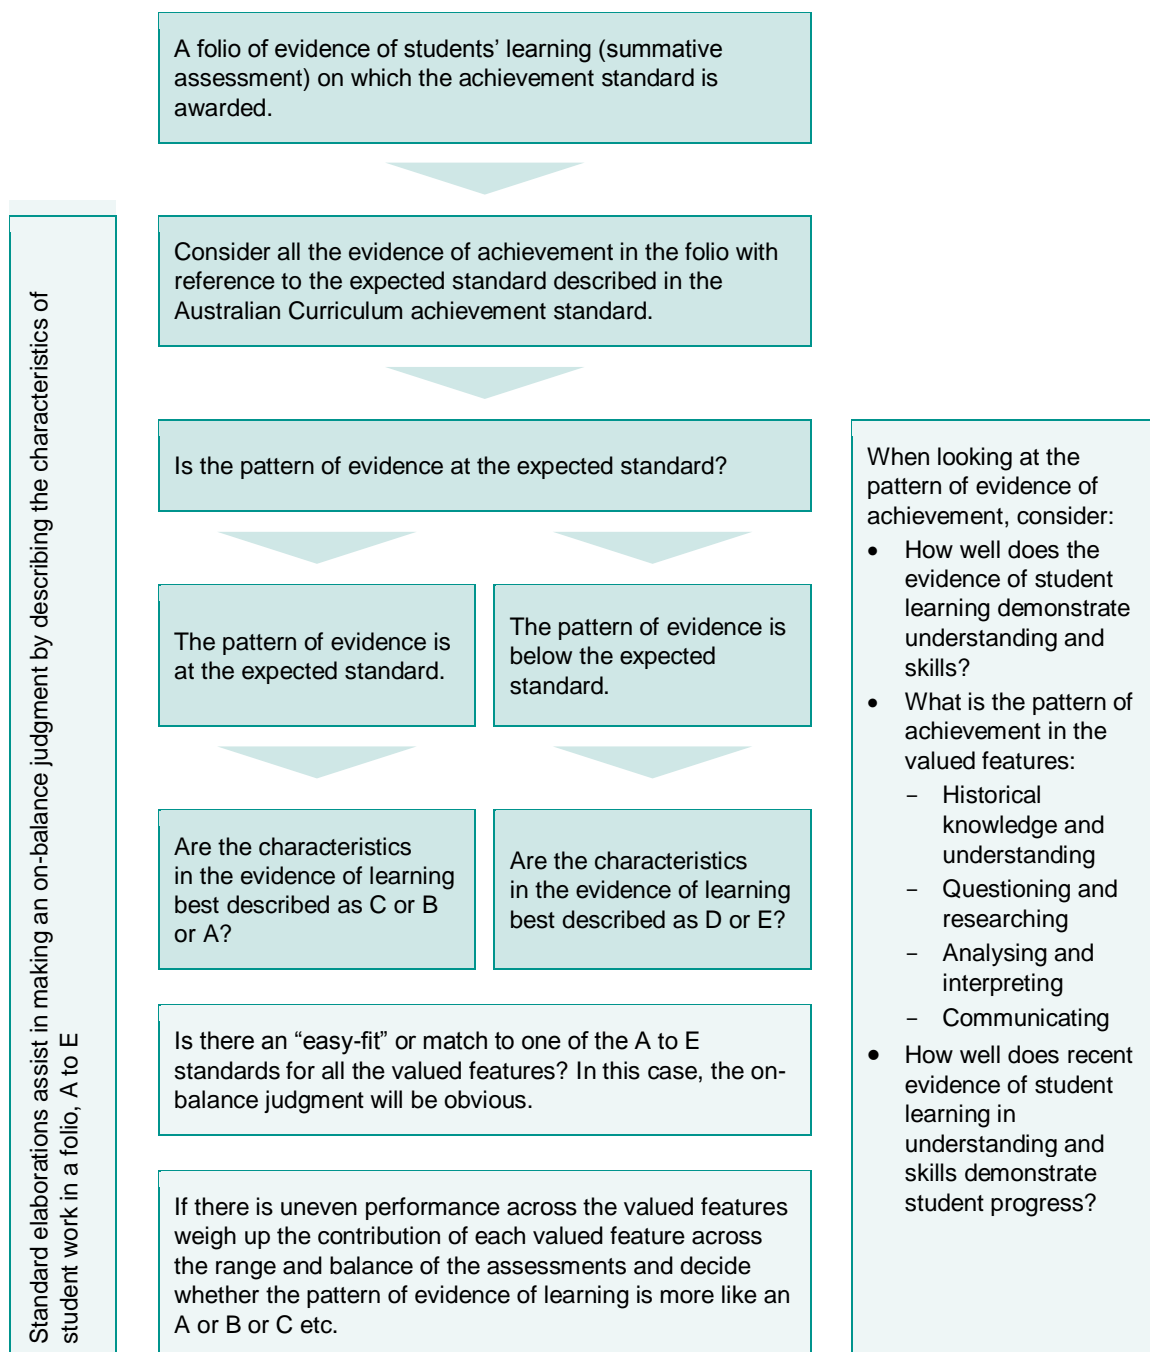 A folio of evidence of students’ learning (summative
assessment) on which the achievement standard is
awarded.
Standard elaborations assist in making an on-balance judgment by describing the characteristics of
student work in a folio, A to E
Consider all the evidence of achievement in the folio with
reference to the expected standard described in the
Australian Curriculum achievement standard.
Is the pattern of evidence at the expected standard?
The pattern of evidence is
at the expected standard.
The pattern of evidence is
below the expected
standard.
Are the characteristics
in the evidence of learning
best described as C or B
or A?
Are the characteristics
in the evidence of learning
best described as D or E?
Is there an “easy-fit” or match to one of the A to E
standards for all the valued features? In this case, the on-
balance judgment will be obvious.
If there is uneven performance across the valued features
weigh up the contribution of each valued feature across
the range and balance of the assessments and decide
whether the pattern of evidence of learning is more like an
A or B or C etc.
When looking at the
pattern of evidence of
achievement, consider:
• How well does the
evidence of student
learning demonstrate
understanding and
skills?
• What is the pattern of
achievement in the
valued features:
− Historical
knowledge and
understanding
− Questioning and
researching
− Analysing and
interpreting
− Communicating
• How well does recent
evidence of student
learning in
understanding and
skills demonstrate
student progress?